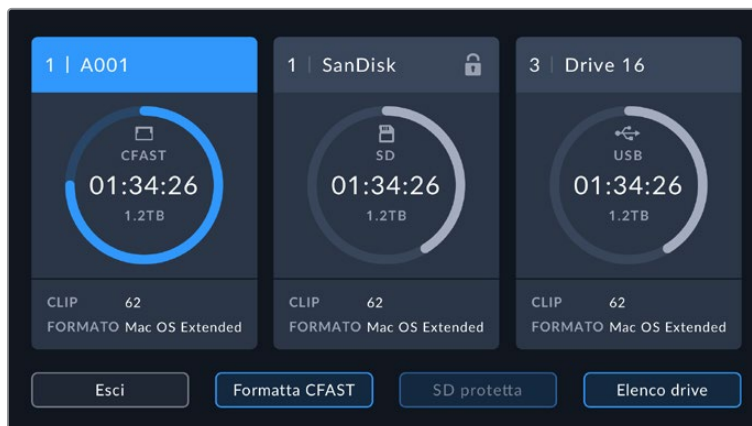 1 | A001
CFAST
01:34:26
1.2TB
CLIP 62
FORMATO Mac OS Extended
1 | SanDisk
SD
01:34:26
1.2TB
CLIP 62
FORMATO Mac OS Extended
3 | Drive 16
USB
01:34:26
1.2TB
CLIP 62
FORMATO Mac OS Extended
Esci
Formatta CFAST
SD protetta
Elenco drive